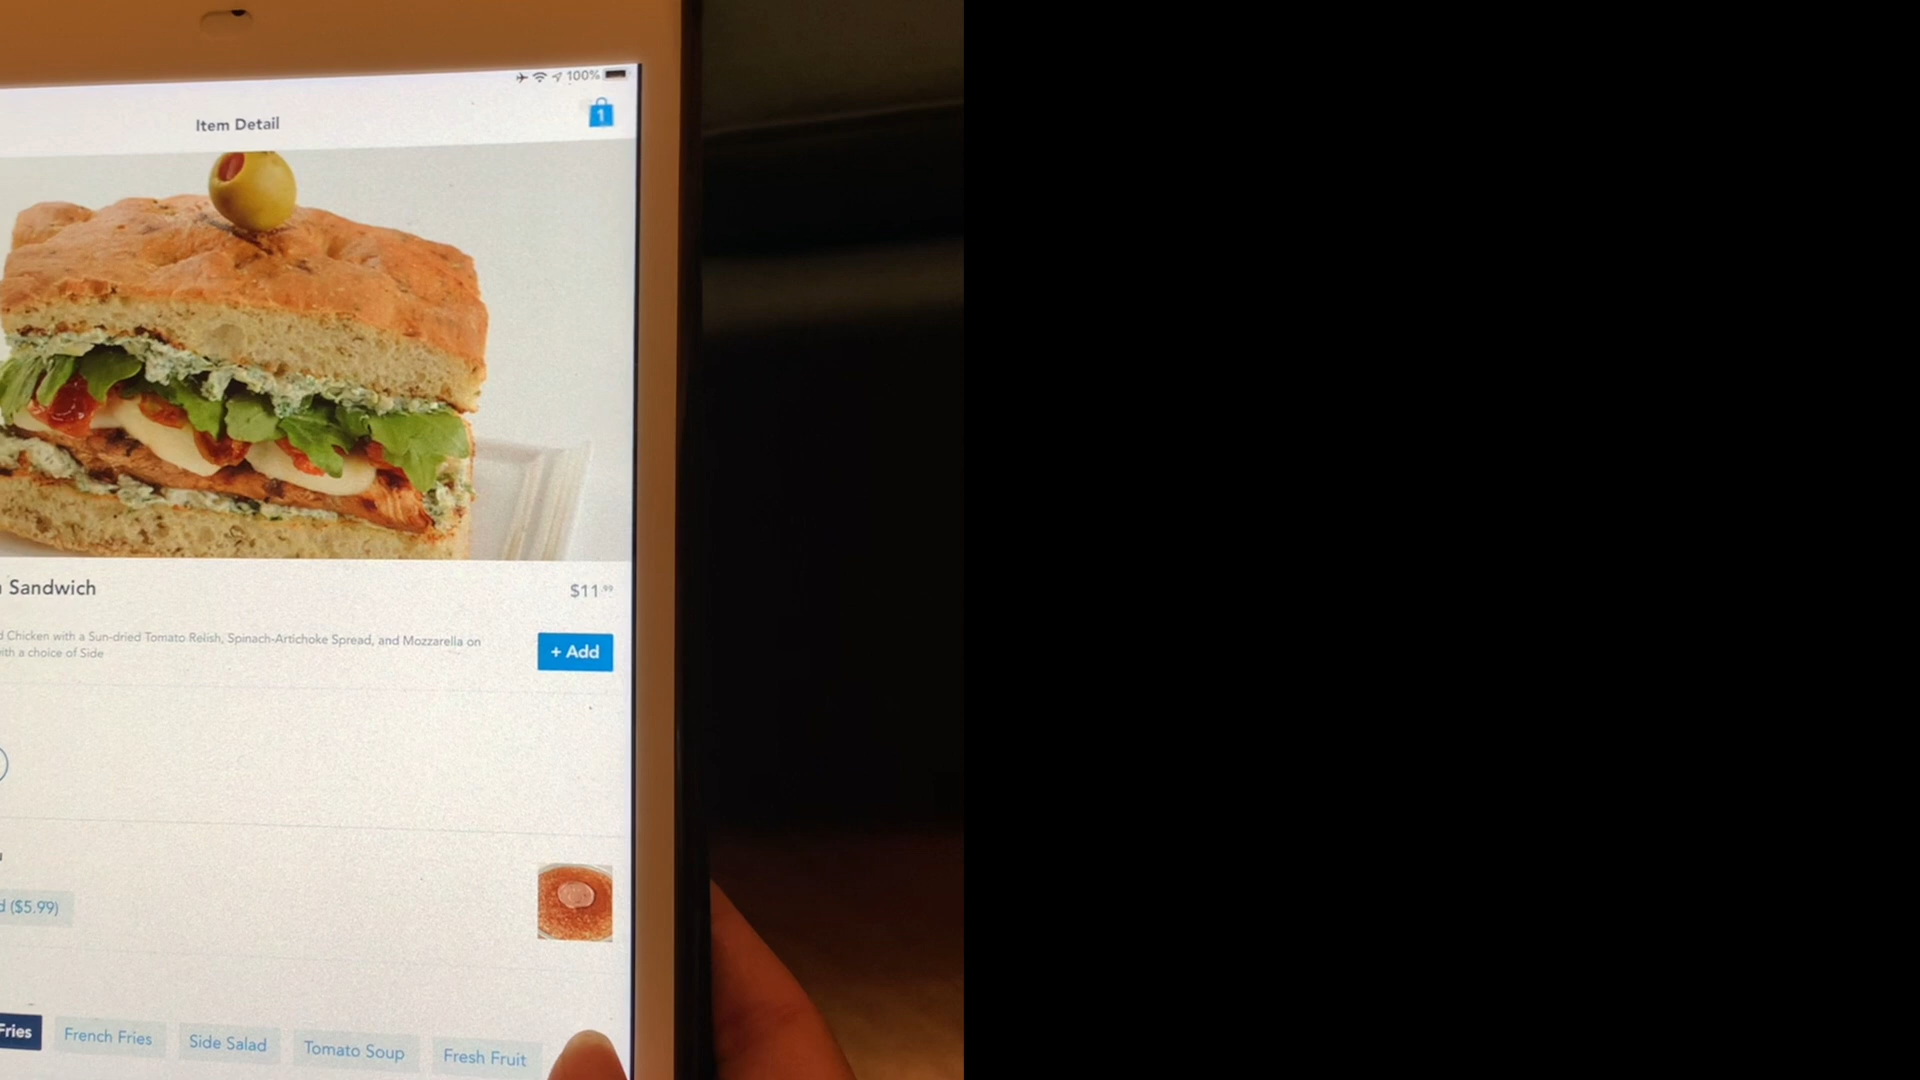 100%
Item Detail
1
Sandwich
$11.99
Chicken with a Sun-dried Tomato Relish, Spinach-Artichoke Spread, and Mozzarella on
with a choice of Side
+ Add
($5.99)
Fries
French Fries
Side Salad
Tomato Soup
Fresh Fruit